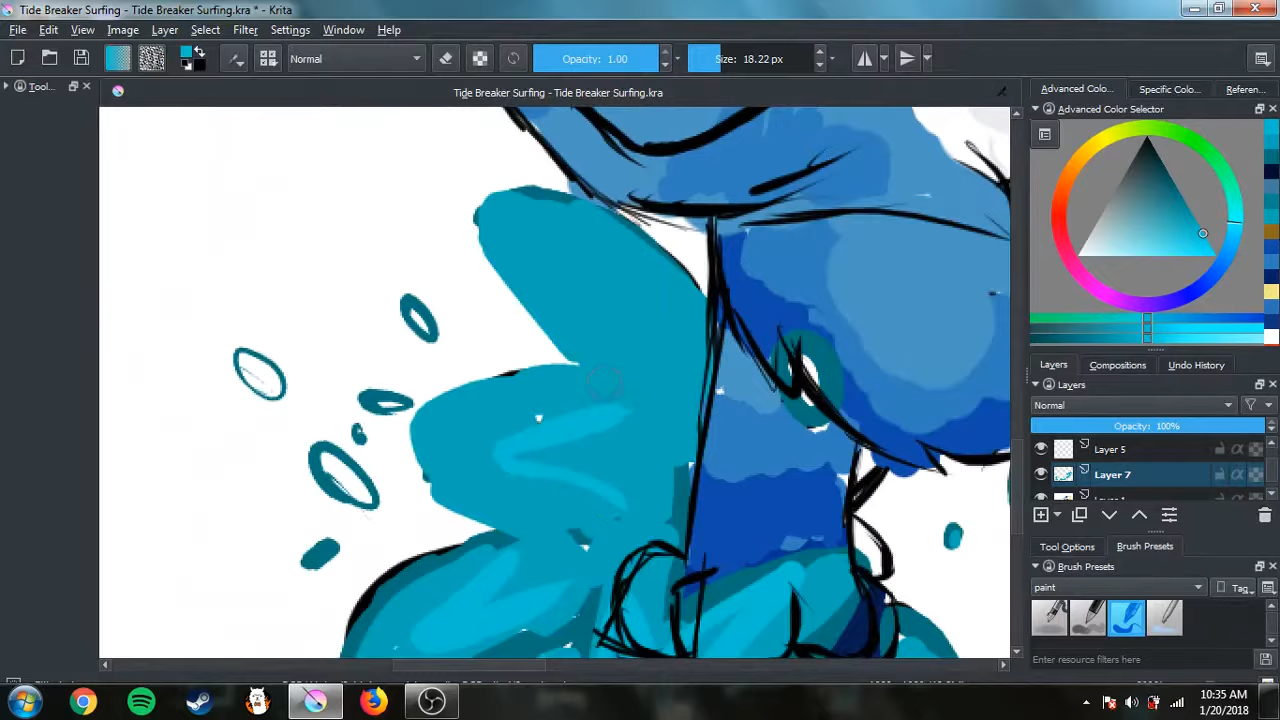 Tide Breaker Surfing - Tide Breaker Surfing.kra * - Krita
File Edit View Image Layer Select Filter Settings Window Help
Normal Opacity: 1.00 Size: 18.22 px
Tool... Tide Breaker Surfing - Tide Breaker Surfing.kra
Advanced Colo... Specific Colo... Referen...
Advanced Color Selector
Layers Compositions Undo History
Layers
Normal
Opacity: 100%
Layer 5
Layer 7
Tool Options Brush Presets
Brush Presets
paint Tag
Enter resource filters here
10:35 AM
1/20/2018